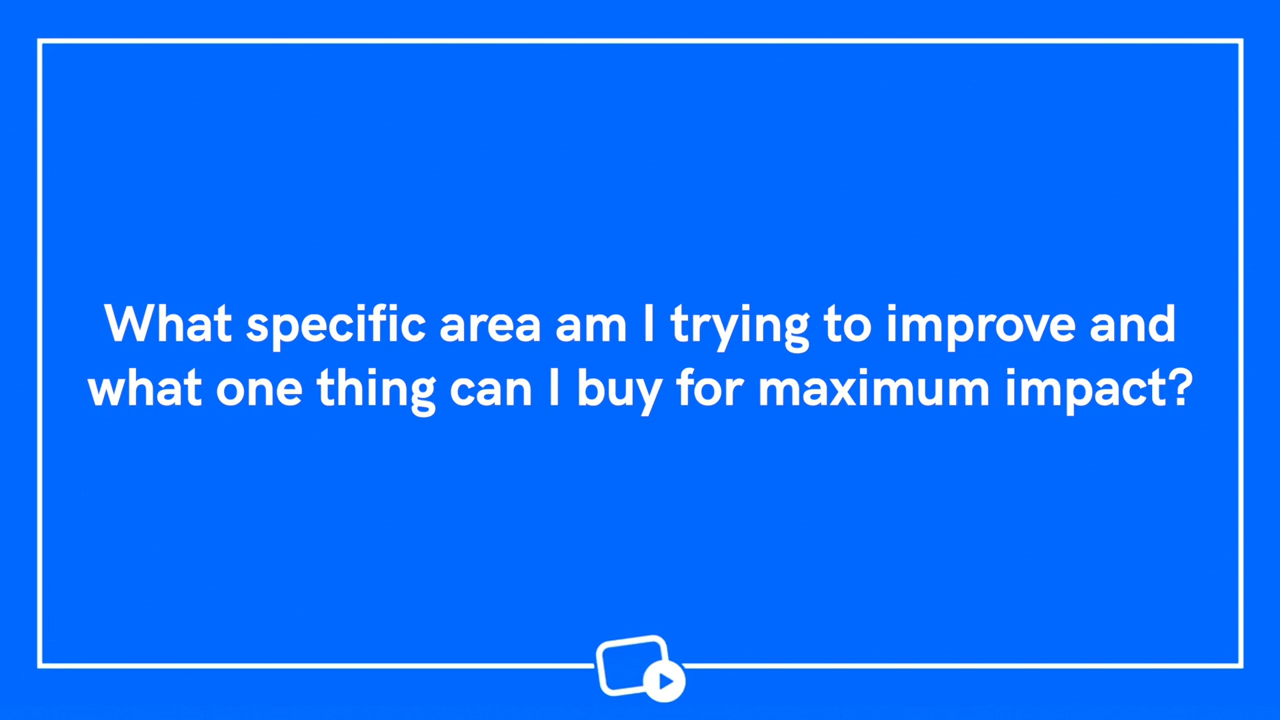 What specific area am I trying to improve and
what one thing can I buy for maximum impact?